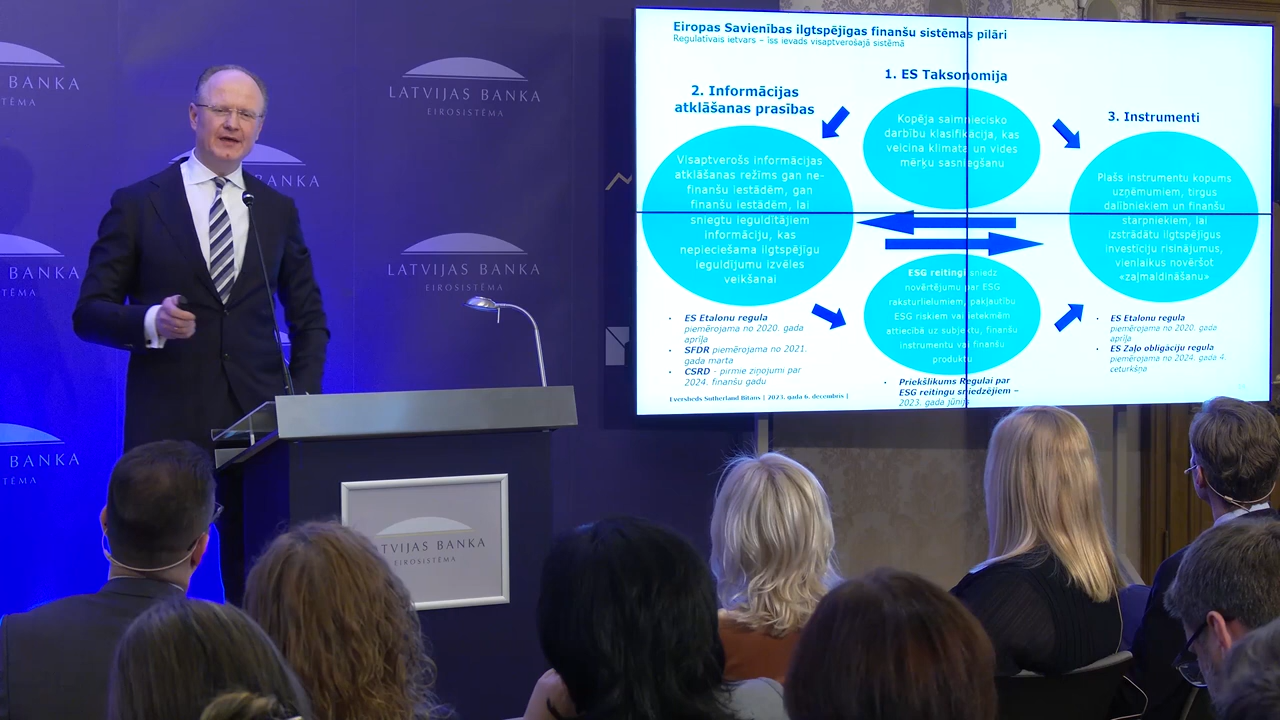 BANKA
TĒMA
LATVIJAS BANKA
EIROSISTĒMA
BANKA
BANKA
TĒMA
LATVIJAS BANKA
EIROSISTĒMA
BANKA
TĒMA
LATVIJAS BANKA
EIROSISTĒMA
Eiropas Savienības ilgtspējīgas finanšu sistēmas pilāri
Regulatīvais ietvars – īss ievads visaptverošajā sistēmā
1. ES Taksonomija
Kopēja saimniecisko
darbību klasifikācija, kas
veicina klimata un vides
mērķu sasniegšanu
2. Informācijas
atklāšanas prasības
Visaptverošs informācijas
atklāšanas režīms gan ne-
finanšu iestādēm, gan
finanšu iestādēm, lai
sniegtu ieguldītājiem
informāciju, kas
nepieciešama ilgtspējīgu
ieguldījumu izvēles
veikšanai
3. Instrumenti
Plašs instrumentu kopums
uzņēmumiem, tirgus
dalībniekiem un finanšu
starpniekiem, lai
izstrādātu ilgtspējīgus
investīciju risinājumus,
vienlaikus novēršot
«zaļmaldināšanu»
ESG reitingi sniedz
novērtējumu par ESG
raksturlielumiem, pakļautību
ESG riskiem vai ietekmēm
attiecībā uz subjektu, finanšu
instrumentu vai finanšu
produktu
• ES Etalonu regula
piemērojama no 2020. gada
aprīļa
• SFDR piemērojama no 2021.
gada marta
• CSRD - pirmie ziņojumi par
2024. finanšu gadu
• Priekšlikums Regulai par
ESG reitingu sniedzējiem –
2023. gada jūnijs
• ES Etalonu regula
piemērojama no 2020. gada
aprīļa
• ES Zaļo obligāciju regula
piemērojama no 2024. gada 4.
ceturkšņa
Eversheds Sutherland Bitāns | 2023. gada 6. decembris |